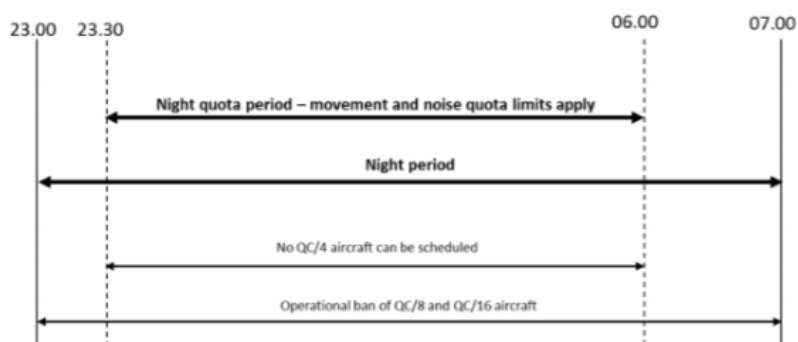 23.00 23.30 06.00 07.00
Night quota period – movement and noise quota limits apply
Night period
No QC/4 aircraft can be scheduled
Operational ban of QC/8 and QC/16 aircraft